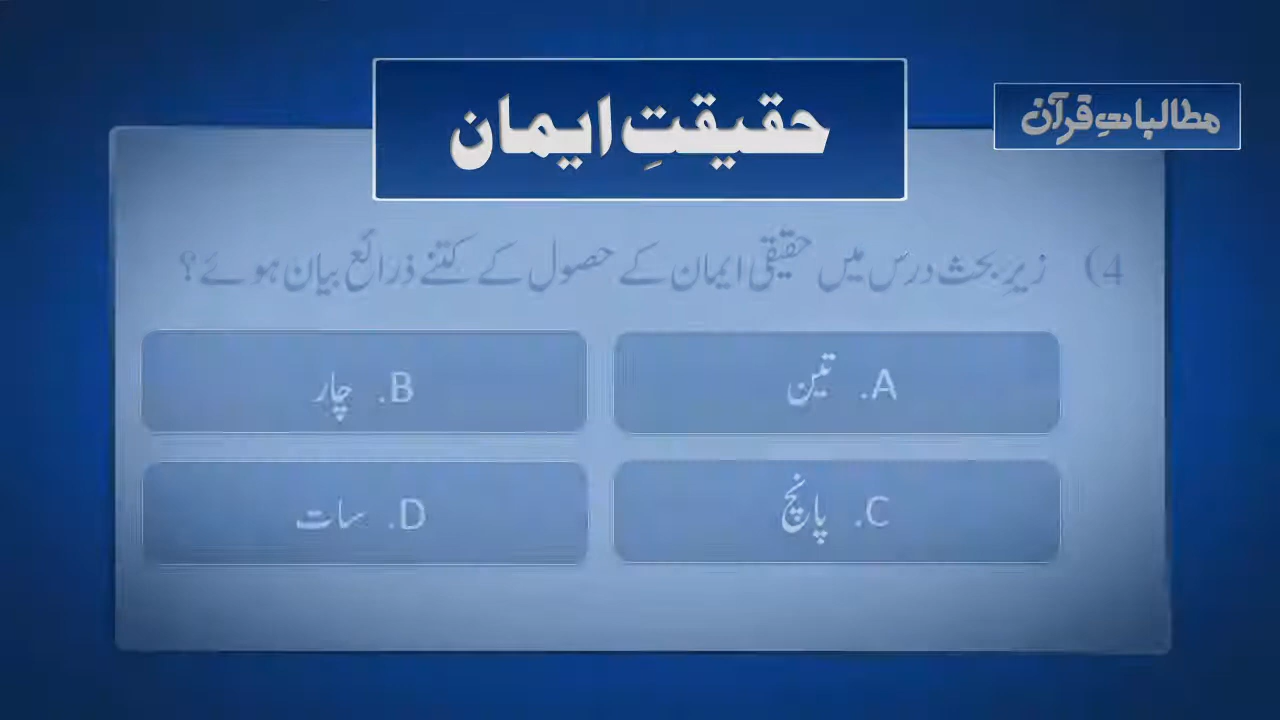 حقیقتِ ایمان
مطالباتِ قرآن
4) زیرِ بحث درس میں حقیقی ایمان کے حصول کے کتنے ذرائع بیان ہوئے؟
A. تین
B. چار
C. پانچ
D. سات